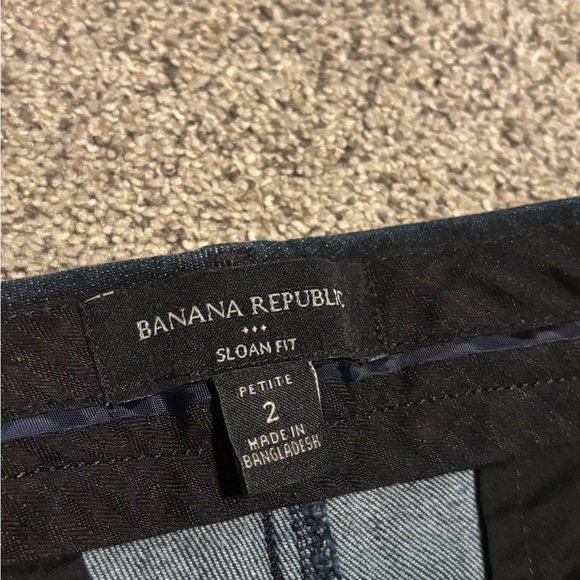 BANANA REPUBLIC
SLOAN FIT
PETITE
2
MADE IN
BANGLADESH